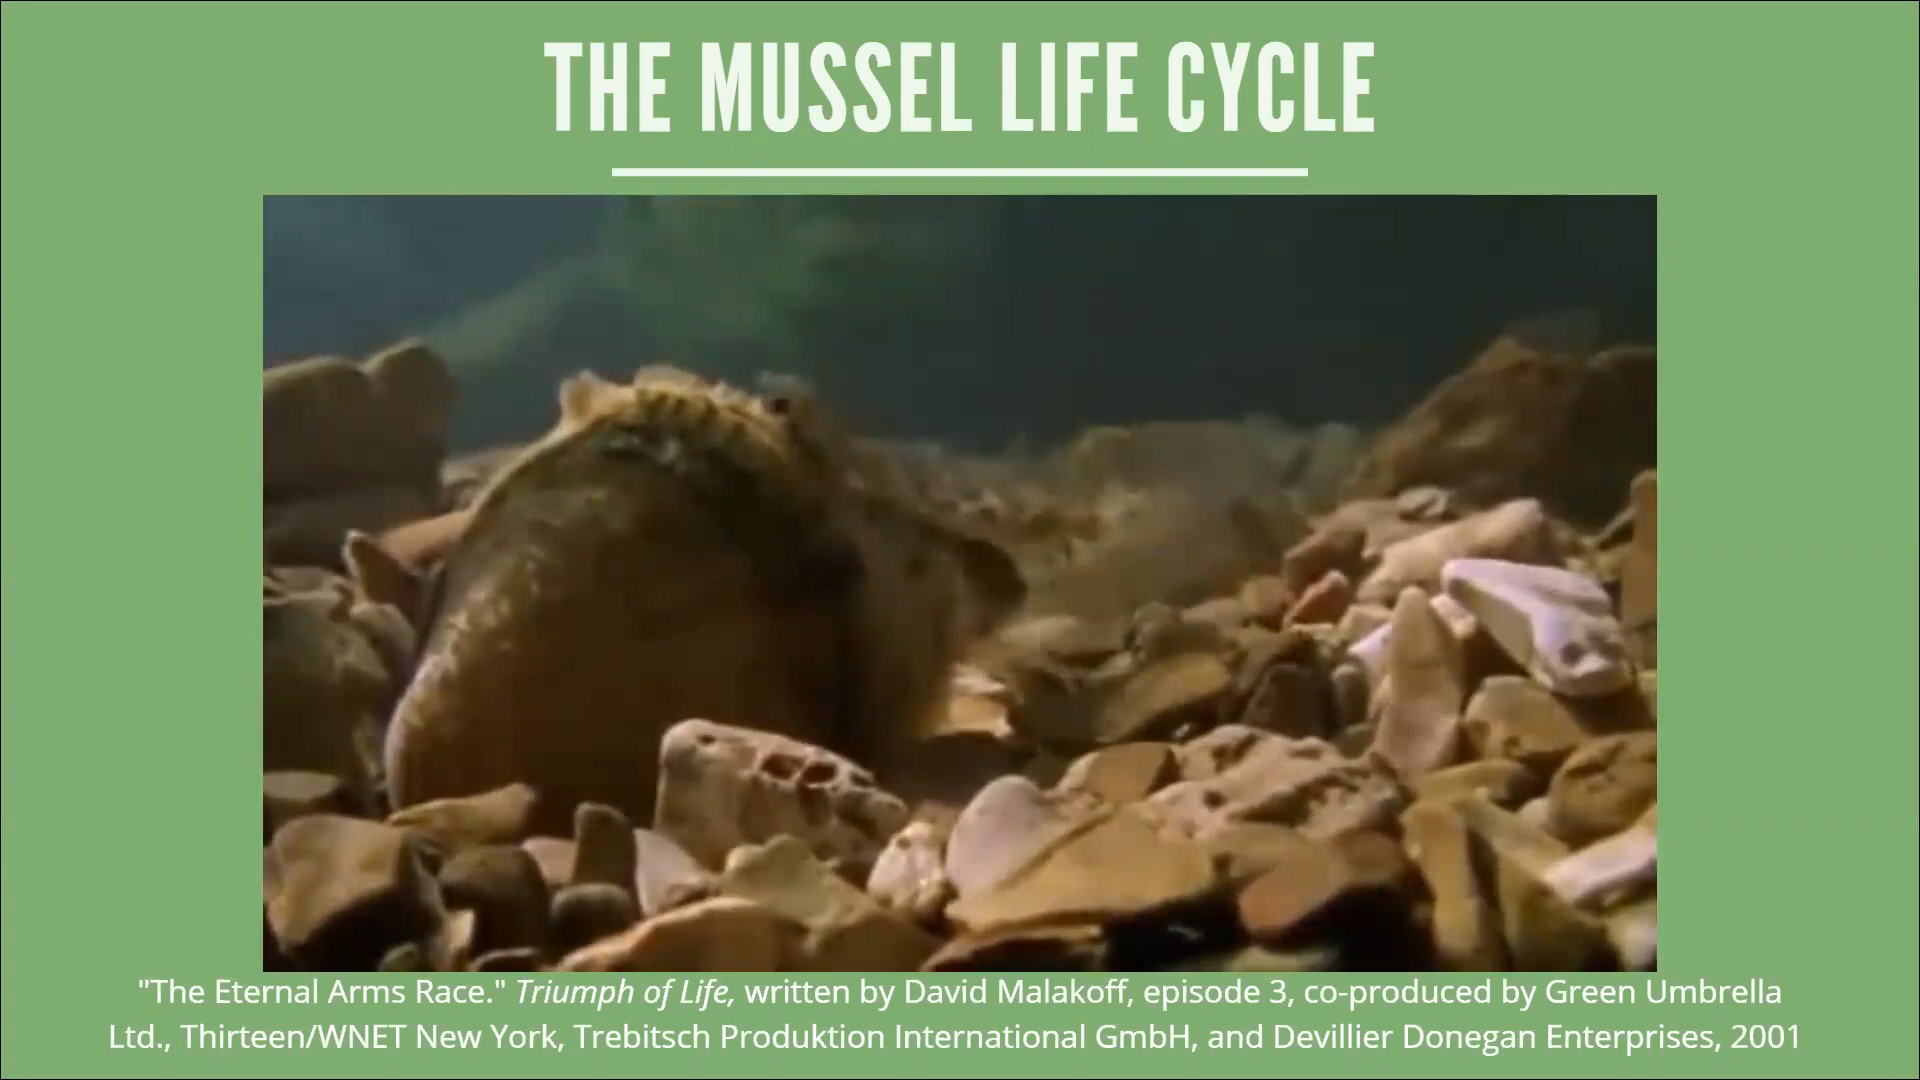 THE MUSSEL LIFE CYCLE
"The Eternal Arms Race." Triumph of Life, written by David Malakoff, episode 3, co-produced by Green Umbrella
Ltd., Thirteen/WNET New York, Trebitsch Produktion International GmbH, and Devillier Donegan Enterprises, 2001